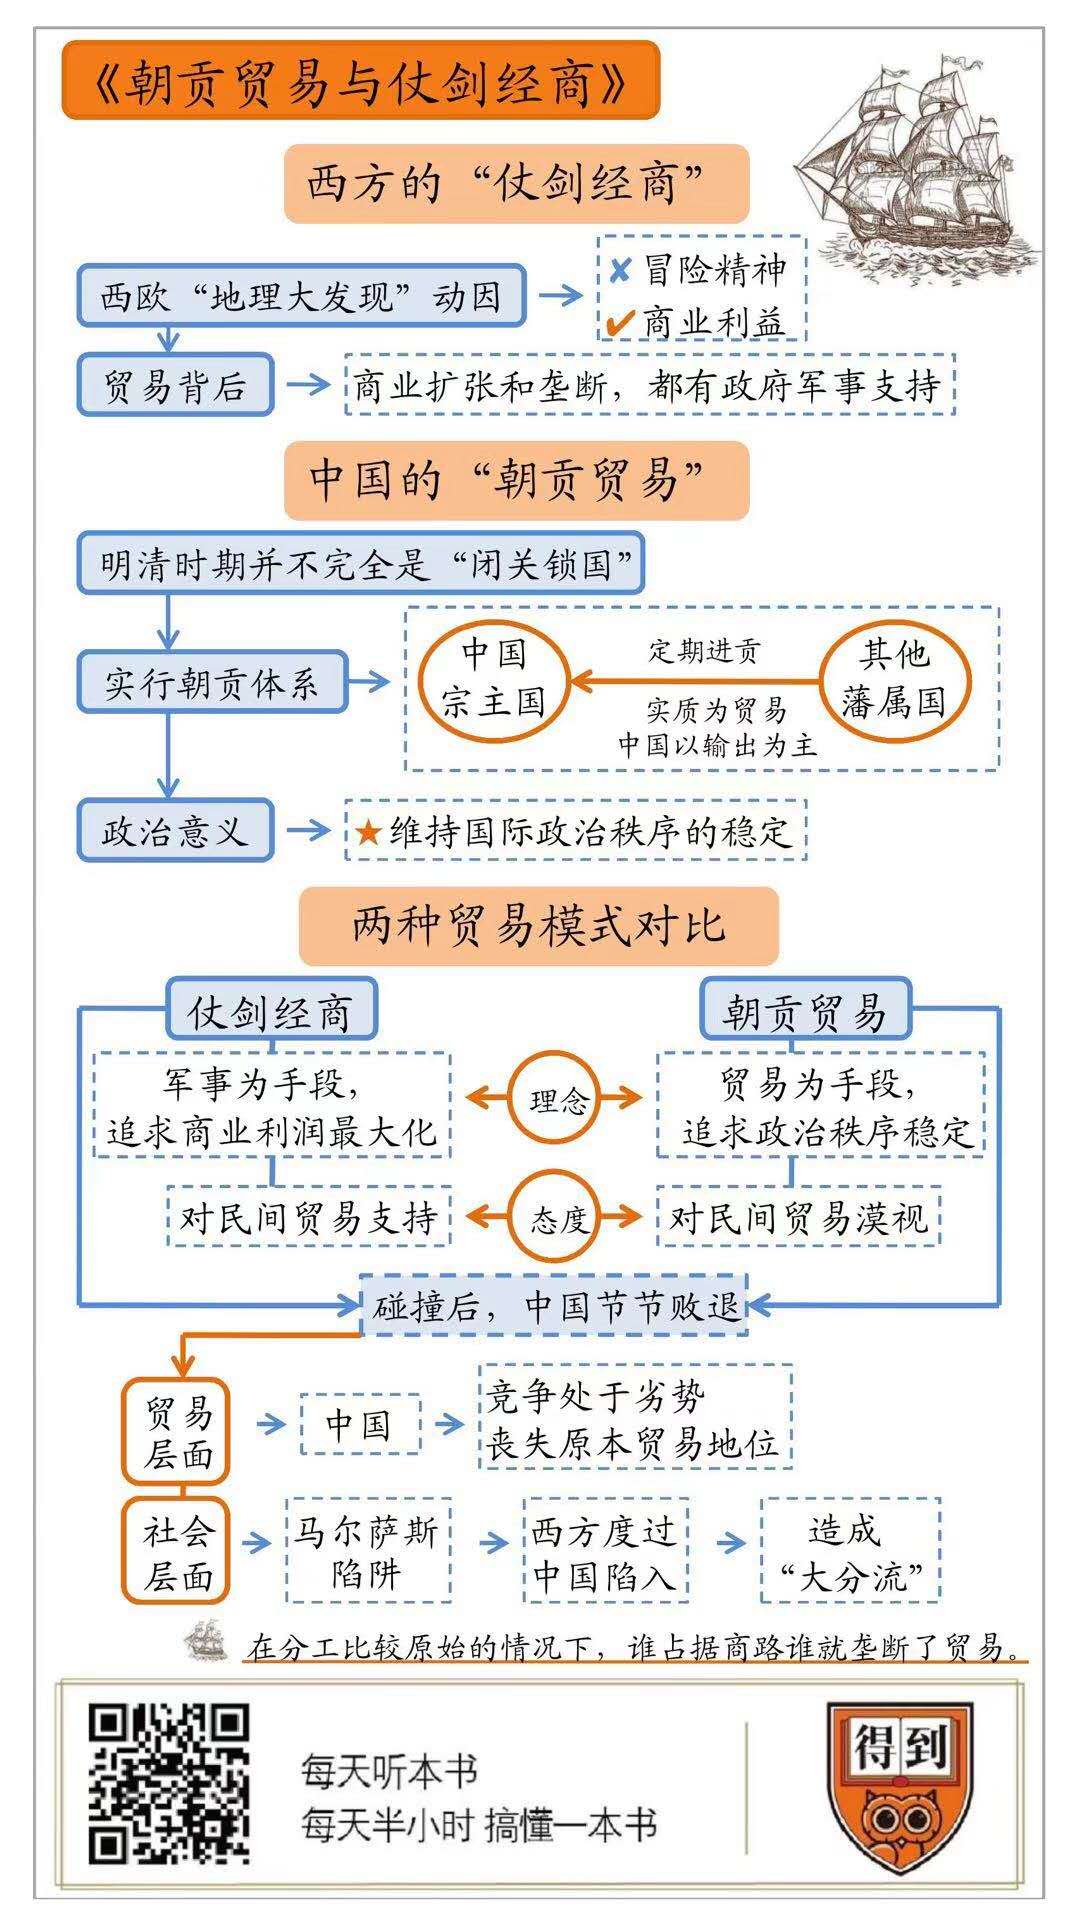 《朝贡贸易与仗剑经商》
西方的“仗剑经商”
西欧“地理大发现”动因
✘冒险精神
✔商业利益
贸易背后
商业扩张和垄断，都有政府军事支持
中国的“朝贡贸易”
明清时期并不完全是“闭关锁国”
实行朝贡体系
中国
宗主国
定期进贡
实质为贸易
中国以输出为主
其他
藩属国
政治意义
★维持国际政治秩序的稳定
两种贸易模式对比
仗剑经商
朝贡贸易
军事为手段，
追求商业利润最大化
理念
贸易为手段，
追求政治秩序稳定
对民间贸易支持
态度
对民间贸易漠视
碰撞后，中国节节败退
贸易
层面
中国
竞争处于劣势
丧失原本贸易地位
社会
层面
马尔萨斯
陷阱
西方度过
中国陷入
造成
“大分流”
在分工比较原始的情况下，谁占据商路谁就垄断了贸易。
每天听本书
每天半小时 搞懂一本书
得到